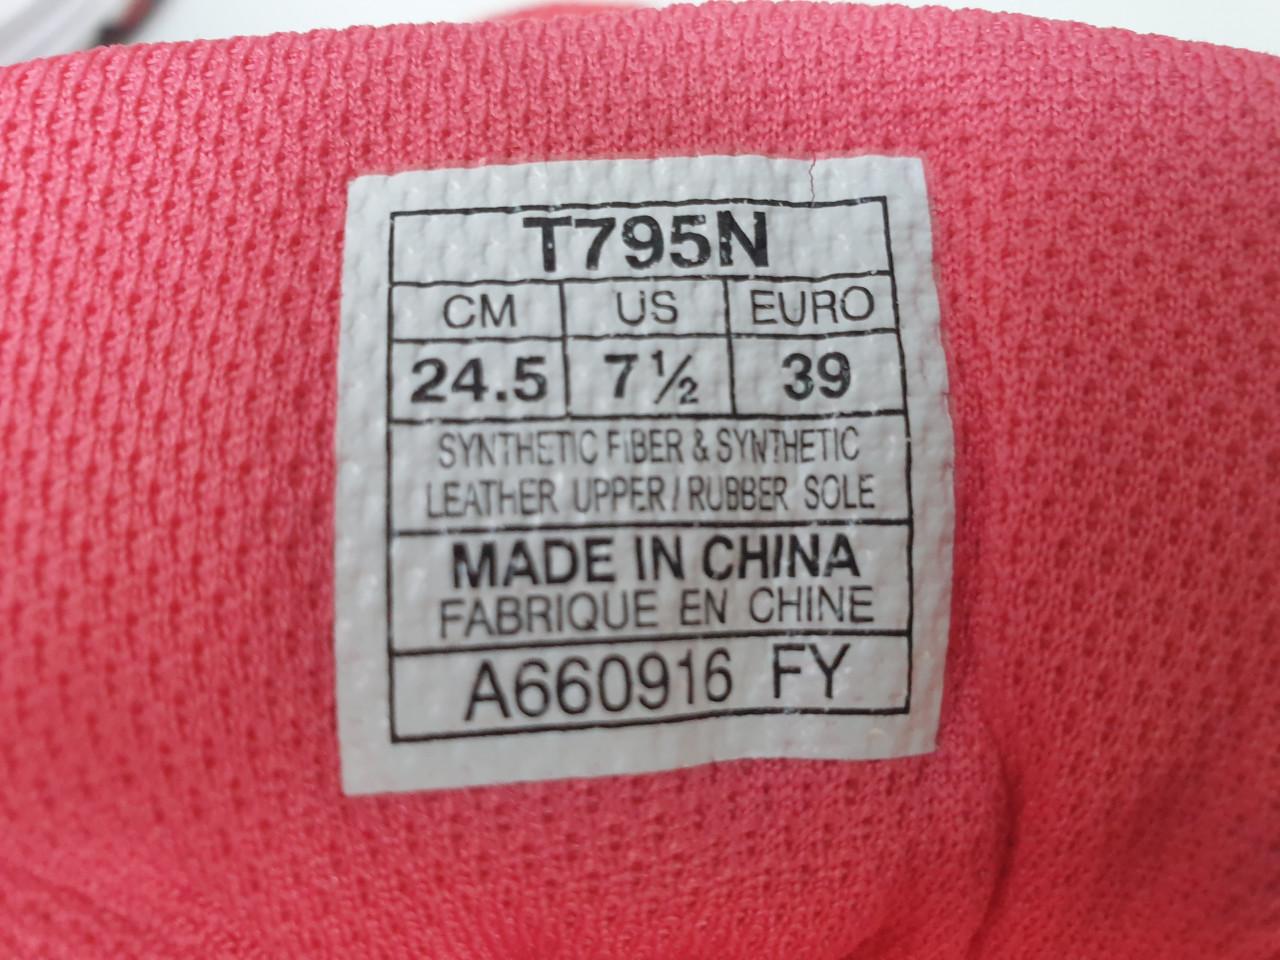 T795N
CM US EURO
24.5 7½ 39
SYNTHETIC FIBER & SYNTHETIC
LEATHER UPPER / RUBBER SOLE
MADE IN CHINA
FABRIQUE EN CHINE
A660916 FY